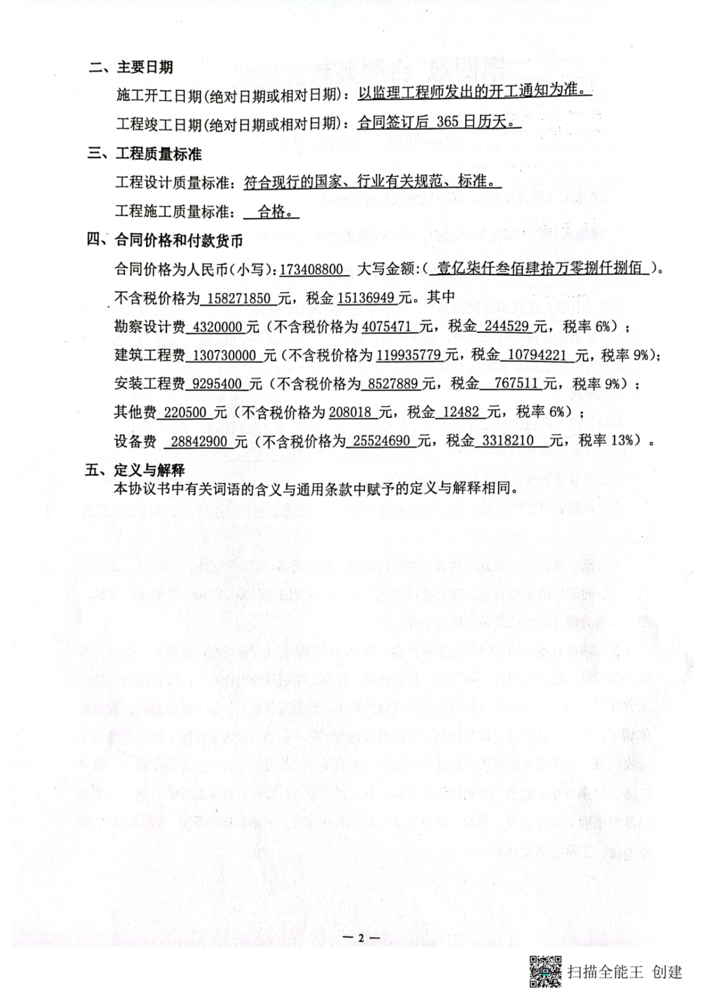 二、主要日期
施工开工日期(绝对日期或相对日期)：以监理工程师发出的开工通知为准。
工程竣工日期(绝对日期或相对日期)：合同签订后 365 日历天。
三、工程质量标准
工程设计质量标准：符合现行的国家、行业有关规范、标准。
工程施工质量标准： 合格。
四、合同价格和付款货币
合同价格为人民币(小写)：173408800 大写金额:( 壹亿柒仟叁佰肆拾万零捌仟捌佰 )。
不含税价格为 158271850 元，税金 15136949 元。其中
勘察设计费 4320000 元（不含税价格为 4075471 元，税金 244529 元，税率 6%）；
建筑工程费 130730000 元（不含税价格为 119935779 元，税金 10794221 元，税率 9%）；
安装工程费 9295400 元（不含税价格为 8527889 元，税金 767511 元，税率 9%）；
其他费 220500 元（不含税价格为 208018 元，税金 12482 元，税率 6%）；
设备费 28842900 元（不含税价格为 25524690 元，税金 3318210 元，税率 13%）。
五、定义与解释
本协议书中有关词语的含义与通用条款中赋予的定义与解释相同。
— 2 —
扫描全能王 创建